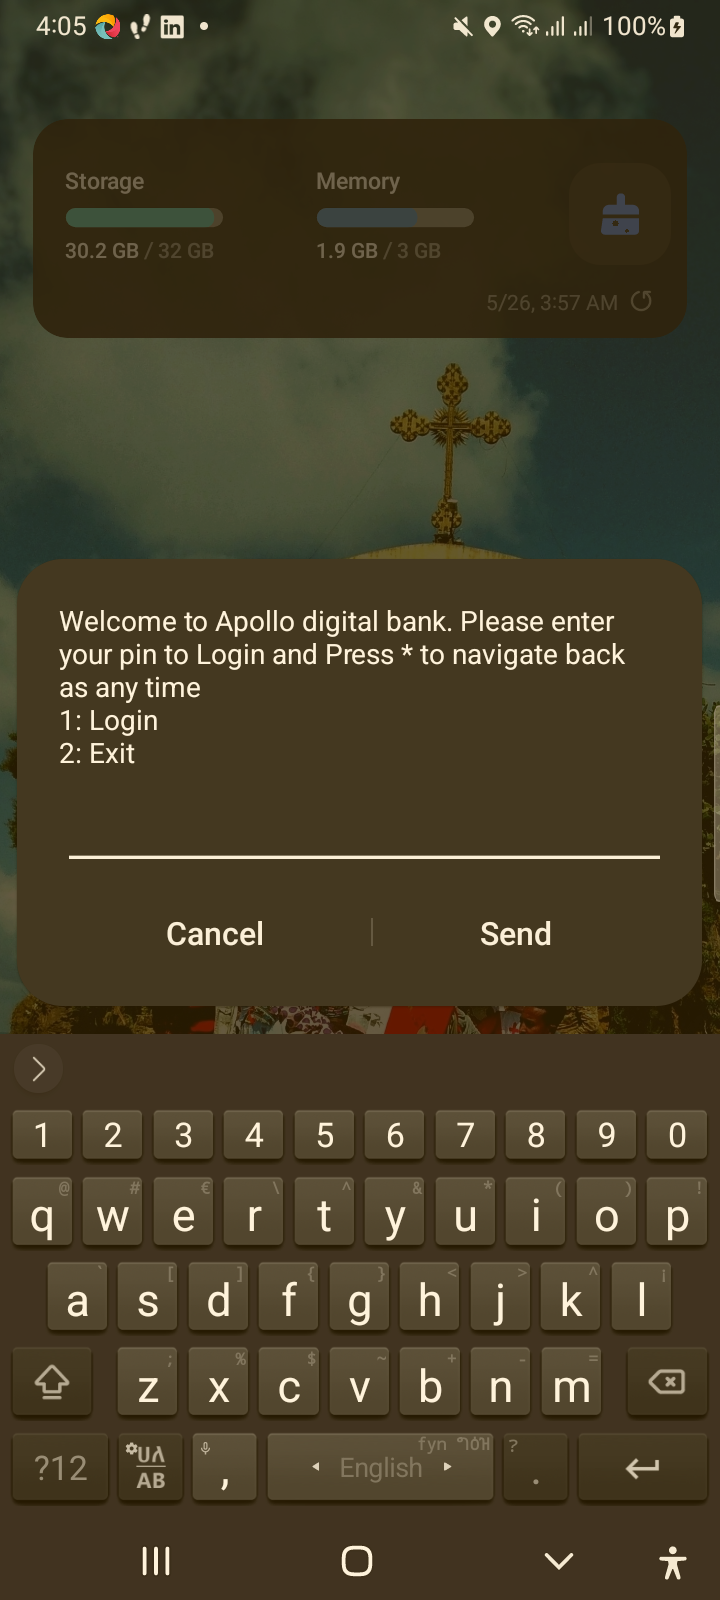 4:05 in 100%
Storage Memory
30.2 GB / 32 GB 1.9 GB / 3 GB
5/26, 3:57 AM
Welcome to Apollo digital bank. Please enter
your pin to Login and Press * to navigate back
as any time
1: Login
2: Exit
Cancel Send
1 2 3 4 5 6 7 8 9 0
@ # € \ ^ & * ( ) !
q w e r t y u i o p
` [ ] { } < > ^ ¡
a s d f g h j k l
; % $ ~ + - =
z x c v b n m
?12 AB , English ? .